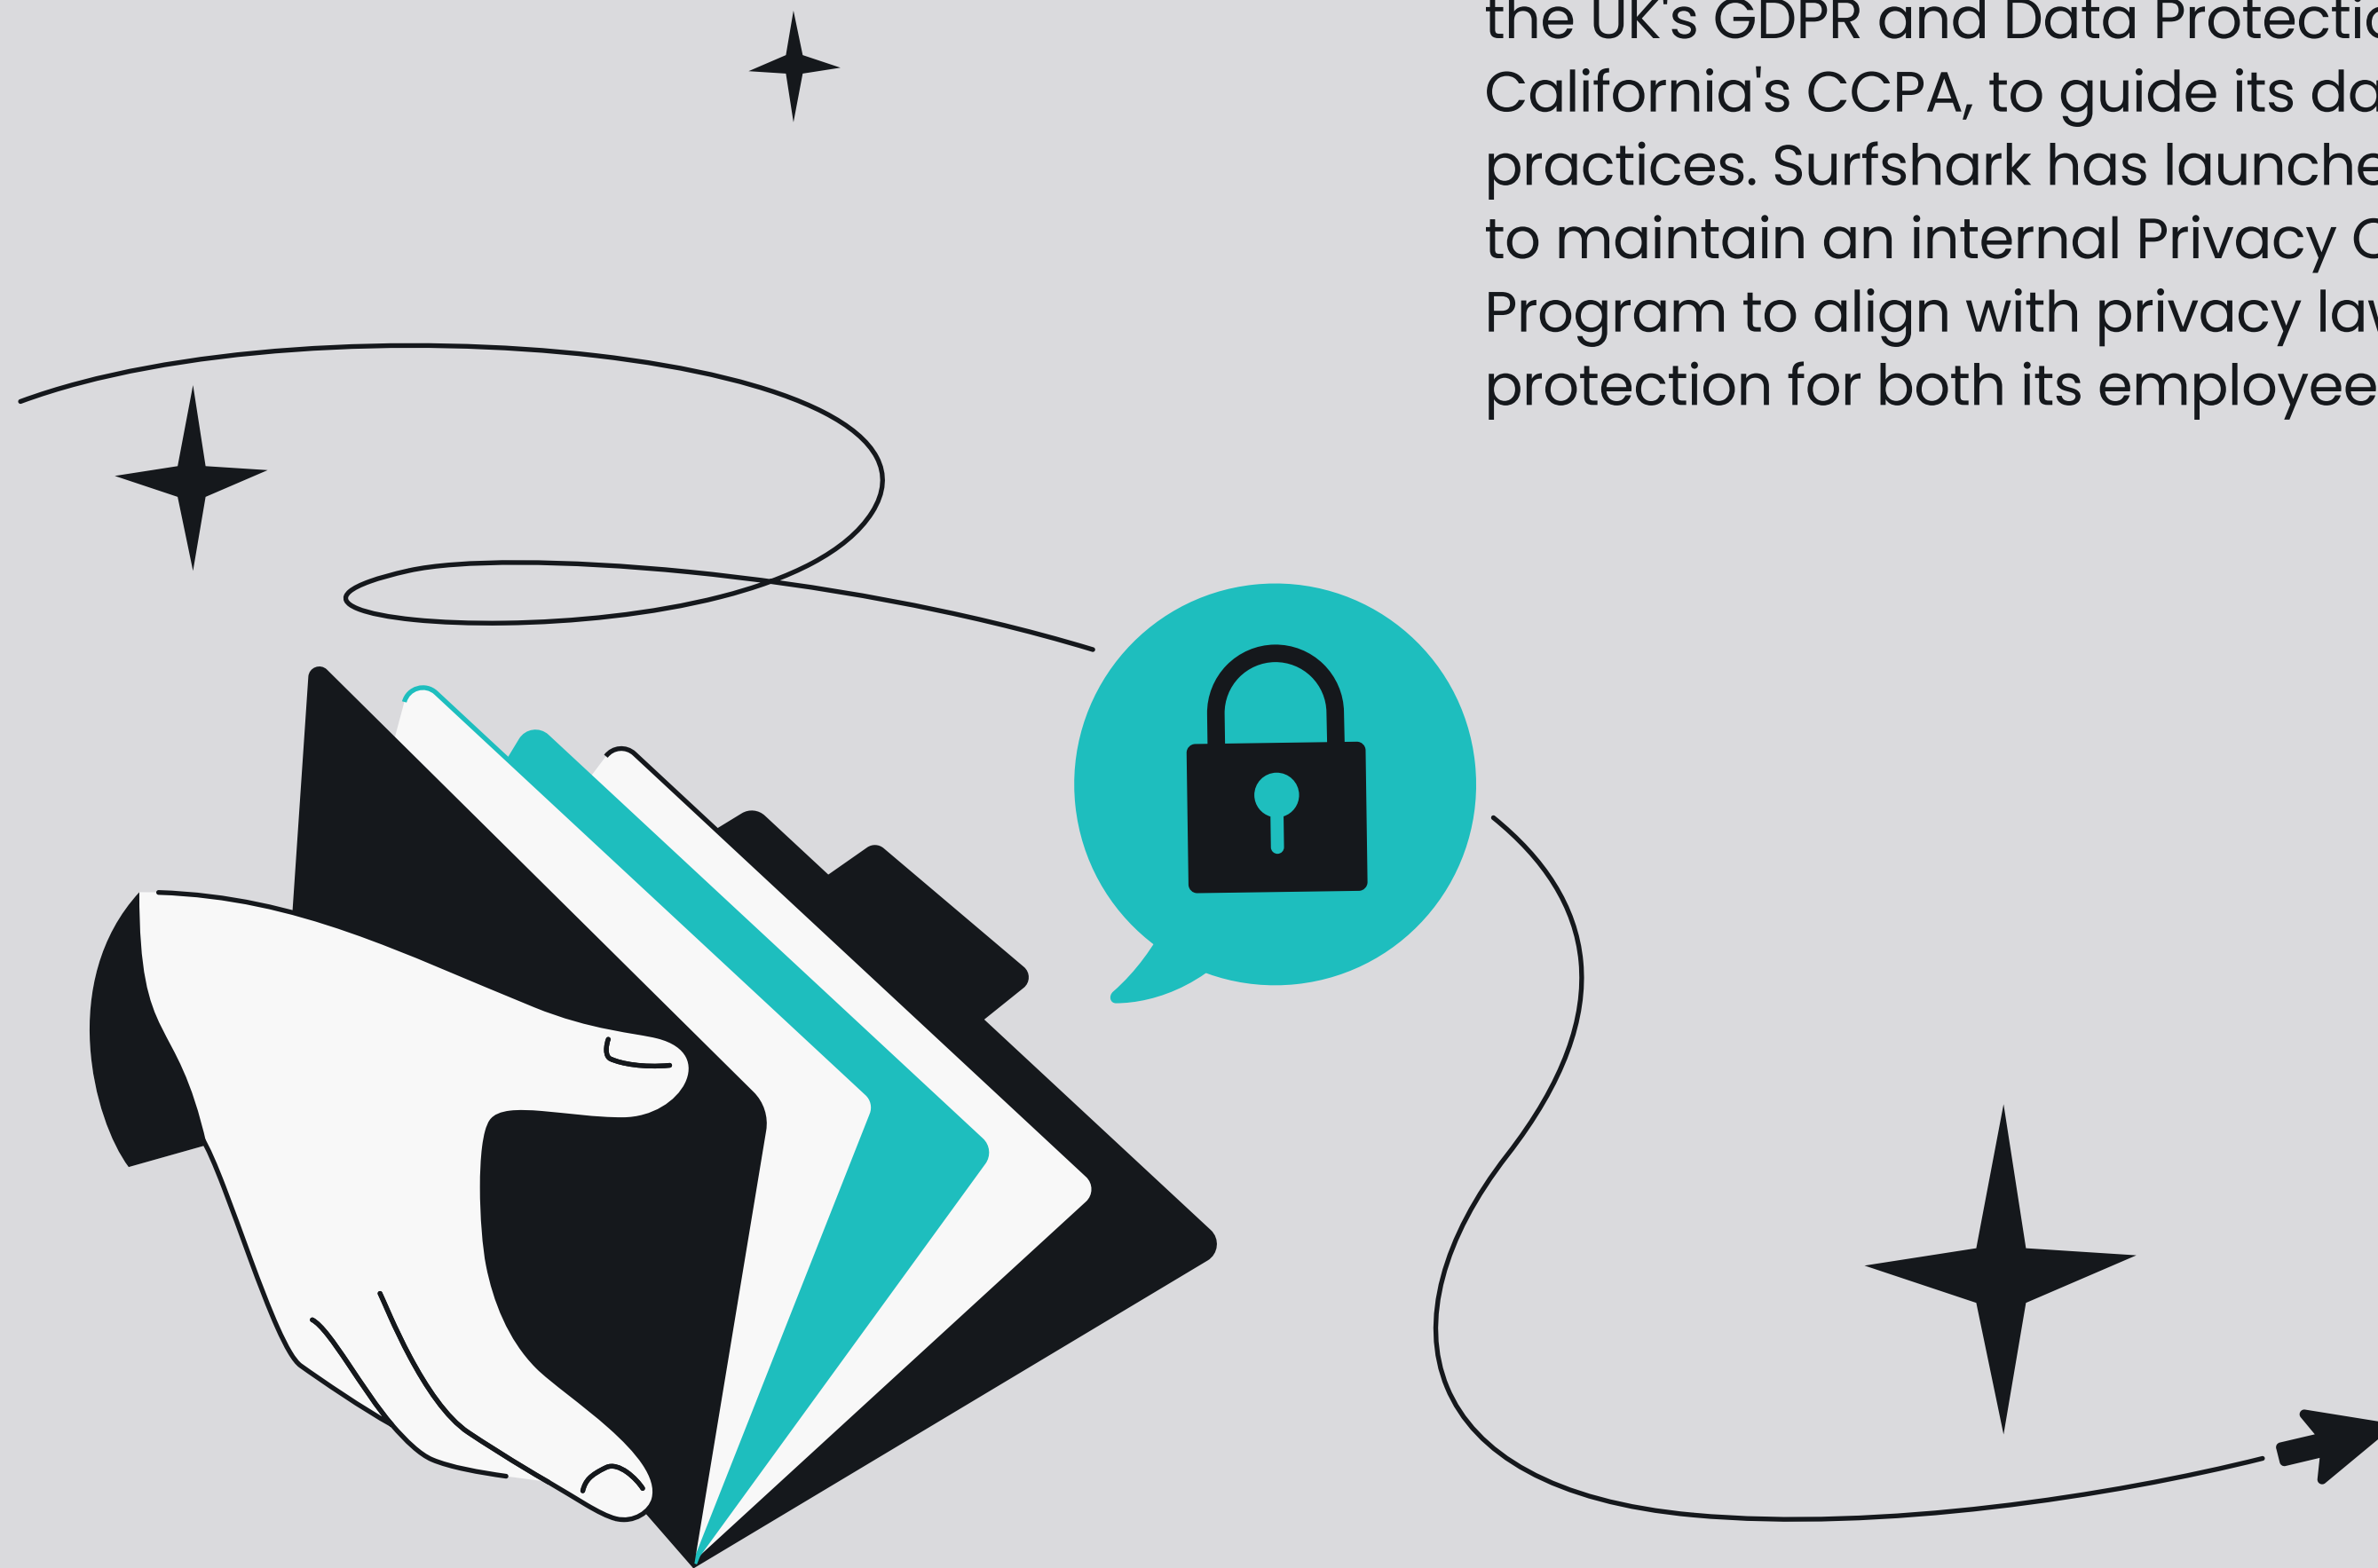 the UK's GDPR and Data
California's CCPA, to guide its
practices. Surfshark has
to maintain an internal Privacy
Program to align with privacy
protection for both its